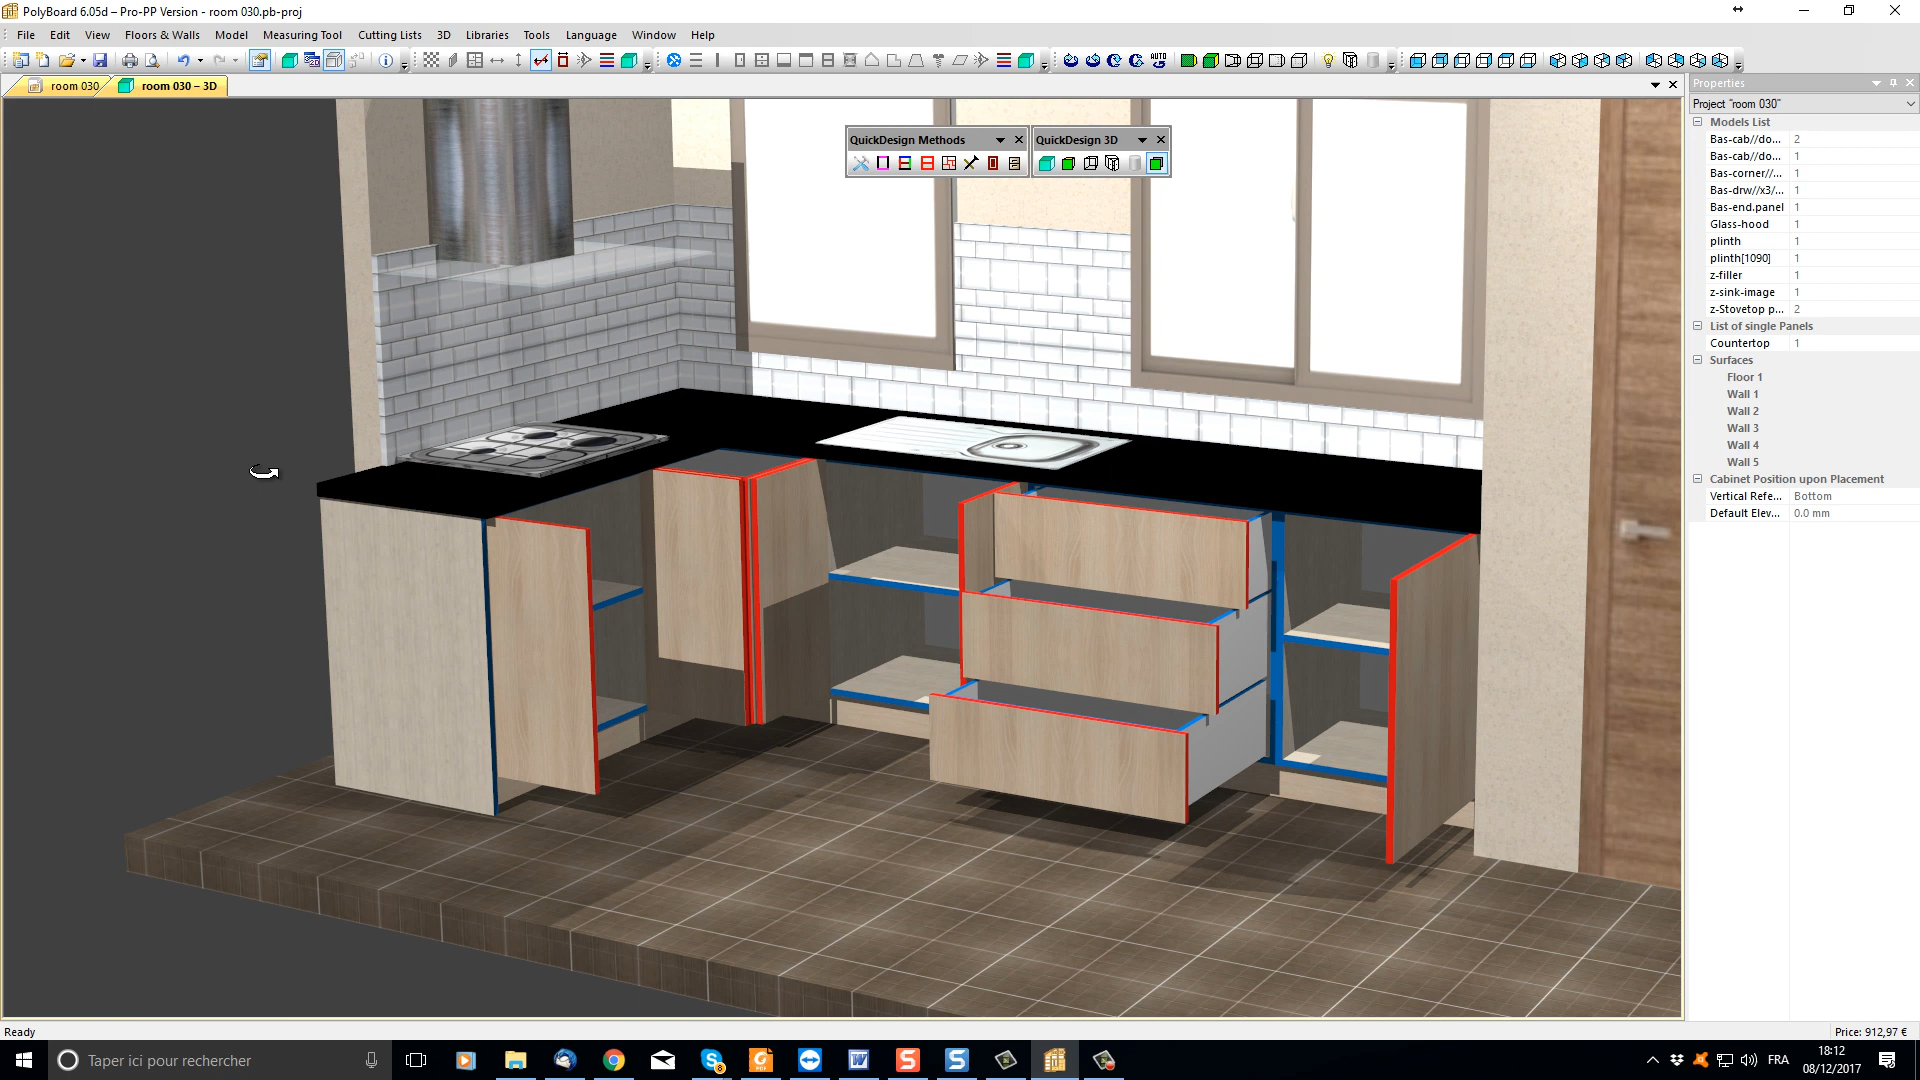 PolyBoard 6.05d – Pro-PP Version - room 030.pb-proj
File Edit View Floors & Walls Model Measuring Tool Cutting Lists 3D Libraries Tools Language Window Help
AUTO
room 030
room 030 – 3D
QuickDesign Methods
QuickDesign 3D
Properties
Project "room 030"
Models List
Bas-cab//do... 2
Bas-cab//do... 1
Bas-corner//... 1
Bas-drw//x3/... 1
Bas-end.panel 1
Glass-hood 1
plinth 1
plinth[1090] 1
z-filler 1
z-sink-image 1
z-Stovetop p... 2
List of single Panels
Countertop 1
Surfaces
Floor 1
Wall 1
Wall 2
Wall 3
Wall 4
Wall 5
Cabinet Position upon Placement
Vertical Refe... Bottom
Default Elev... 0.0 mm
Ready
Price: 912,97 €
Taper ici pour rechercher
FRA
18:12
08/12/2017